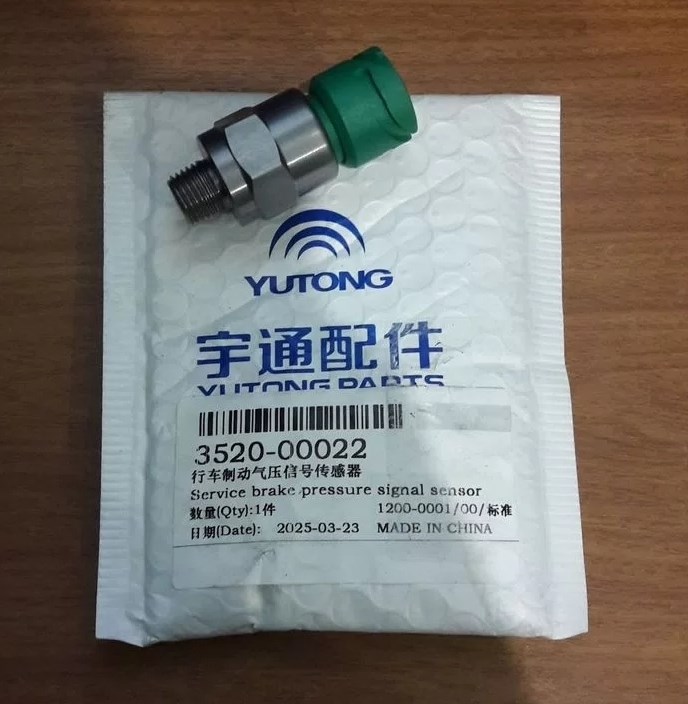 YUTONG
宇通配件
YUTONG PARTS
3520-00022
行车制动气压信号传感器
Service brake pressure signal sensor
数量(Qty):1件 1200-0001/00/标准
日期(Date): 2025-03-23 MADE IN CHINA